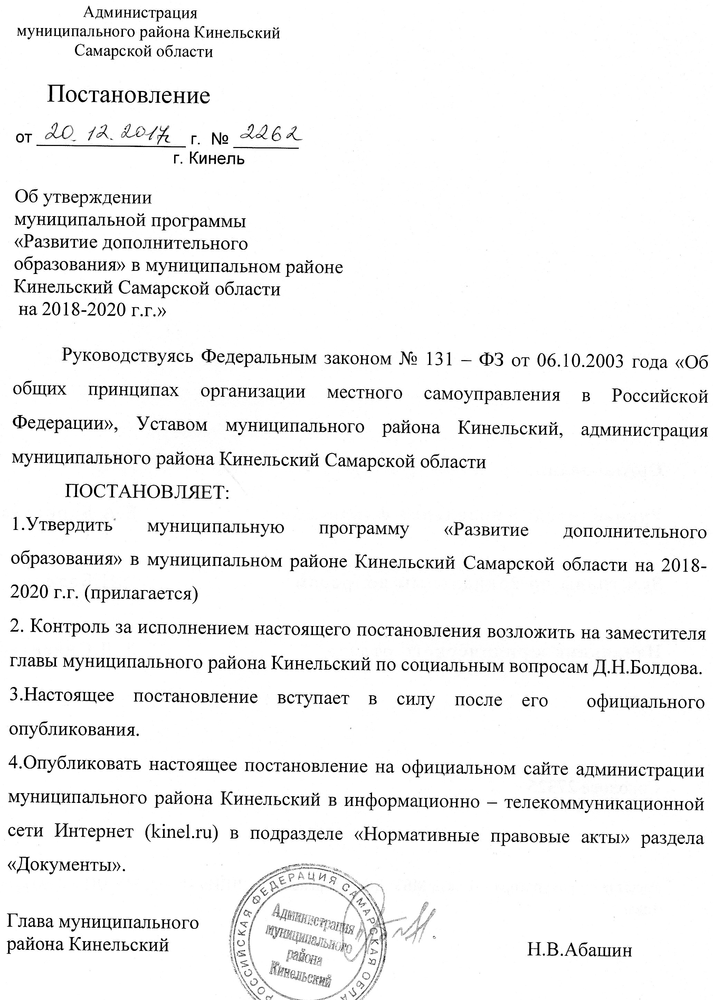 Администрация
муниципального района Кинельский
Самарской области
Постановление
от 20. 12. 2017г г. № 2262
г. Кинель
Об утверждении
муниципальной программы
«Развитие дополнительного
образования» в муниципальном районе
Кинельский Самарской области
на 2018-2020 г.г.»
Руководствуясь Федеральным законом № 131 – ФЗ от 06.10.2003 года «Об
общих принципах организации местного самоуправления в Российской
Федерации», Уставом муниципального района Кинельский, администрация
муниципального района Кинельский Самарской области
ПОСТАНОВЛЯЕТ:
1.Утвердить муниципальную программу «Развитие дополнительного
образования» в муниципальном районе Кинельский Самарской области на 2018-
2020 г.г. (прилагается)
2. Контроль за исполнением настоящего постановления возложить на заместителя
главы муниципального района Кинельский по социальным вопросам Д.Н.Болдова.
3.Настоящее постановление вступает в силу после его официального
опубликования.
4.Опубликовать настоящее постановление на официальном сайте администрации
муниципального района Кинельский в информационно – телекоммуникационной
сети Интернет (kinel.ru) в подразделе «Нормативные правовые акты» раздела
«Документы».
РОССИЙСКАЯ ФЕДЕРАЦИЯ САМАРСКАЯ ОБЛА
Администрация
муниципального
района
Кинельский
Глава муниципального
района Кинельский
Н.В.Абашин